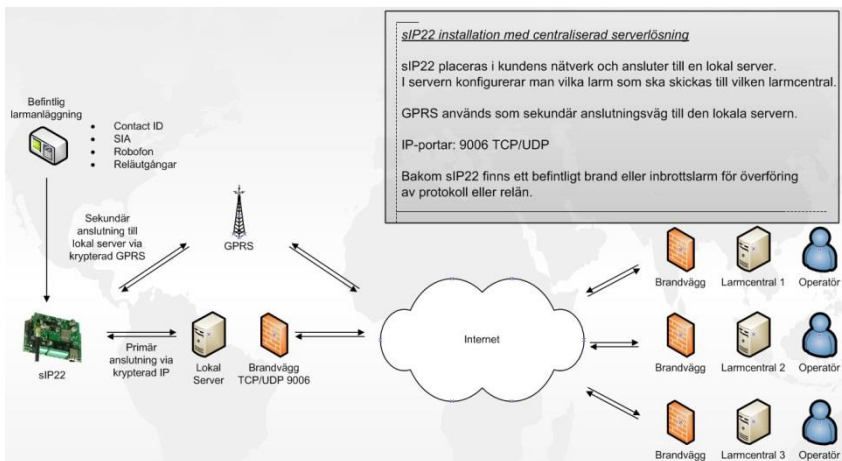 sIP22 installation med centraliserad serverlösning
sIP22 placeras i kundens nätverk och ansluter till en lokal server.
I servern konfigurerar man vilka larm som ska skickas till vilken larmcentral.
GPRS används som sekundär anslutningsväg till den lokala servern.
IP-portar: 9006 TCP/UDP
Bakom sIP22 finns ett befintligt brand eller inbrottslarm för överföring
av protokoll eller relän.
Befintlig
larmanläggning
• Contact ID
• SIA
• Robofon
• Reläutgångar
Sekundär
anslutning till
lokal server via
krypterad GPRS
GPRS
sIP22
Primär
anslutning via
krypterad IP
Lokal
Server
Brandvägg
TCP/UDP 9006
Internet
Brandvägg
Larmcentral 1
Operatör
Brandvägg
Larmcentral 2
Operatör
Brandvägg
Larmcentral 3
Operatör